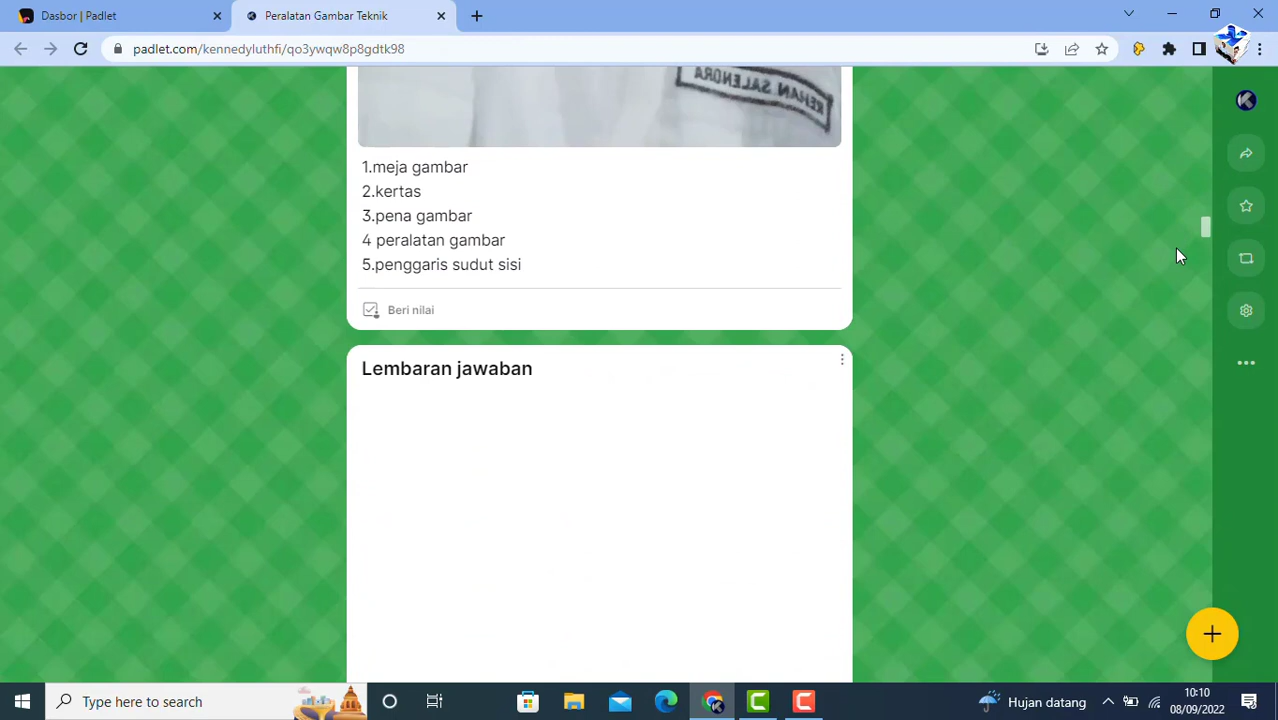 Dasbor | Padlet
Peralatan Gambar Teknik
padlet.com/kennedyluthfi/qo3ywqw8p8gdtk98
REHAN SALENDRA
1.meja gambar
2.kertas
3.pena gambar
4 peralatan gambar
5.penggaris sudut sisi
Beri nilai
Lembaran jawaban
Type here to search
Hujan datang
10:10
08/09/2022